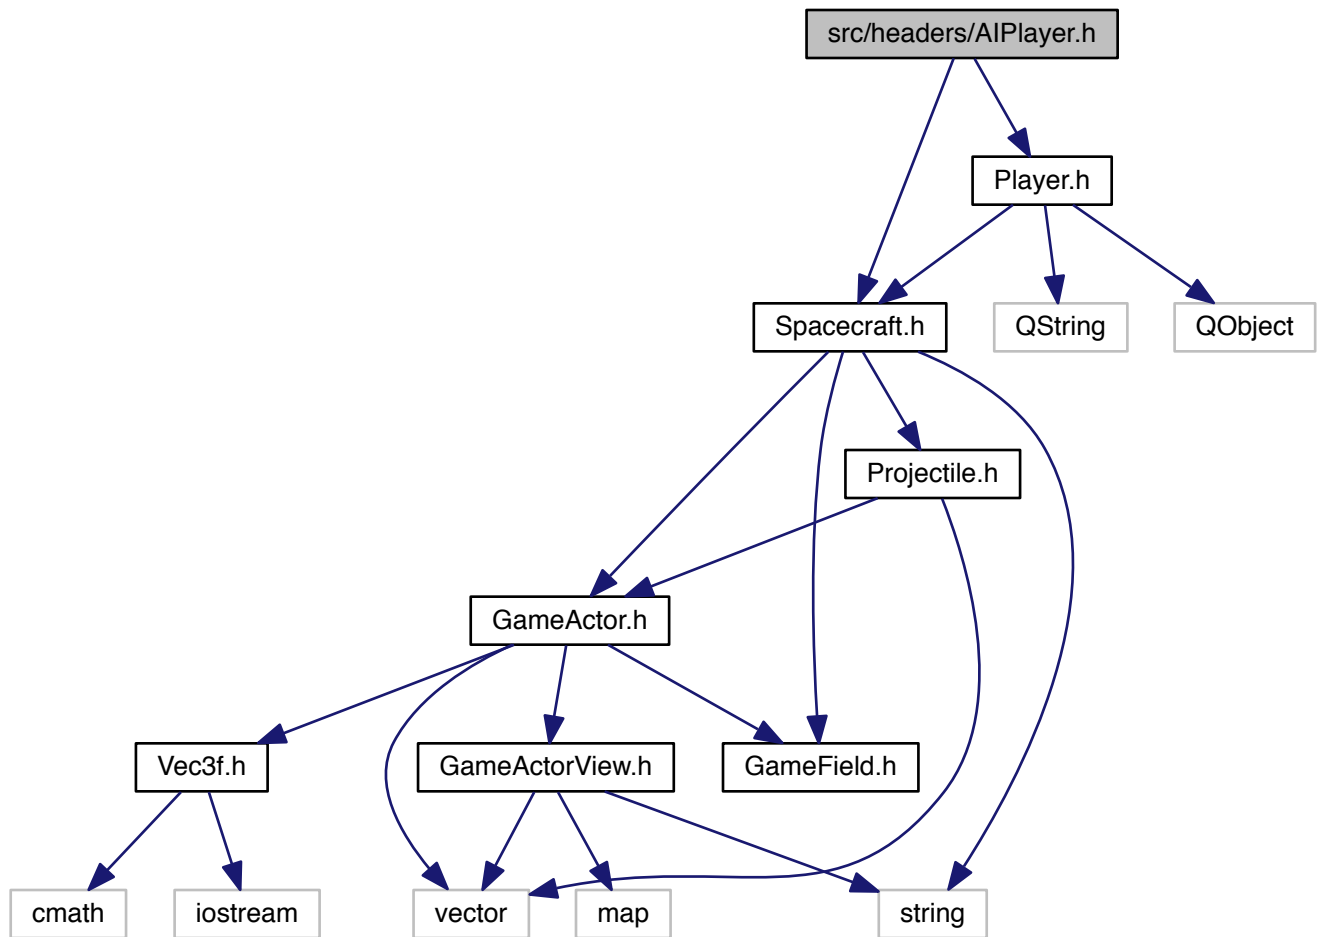 src/headers/AIPlayer.h
Player.h
Spacecraft.h
QString
QObject
Projectile.h
GameActor.h
Vec3f.h
GameActorView.h
GameField.h
cmath
iostream
vector
map
string